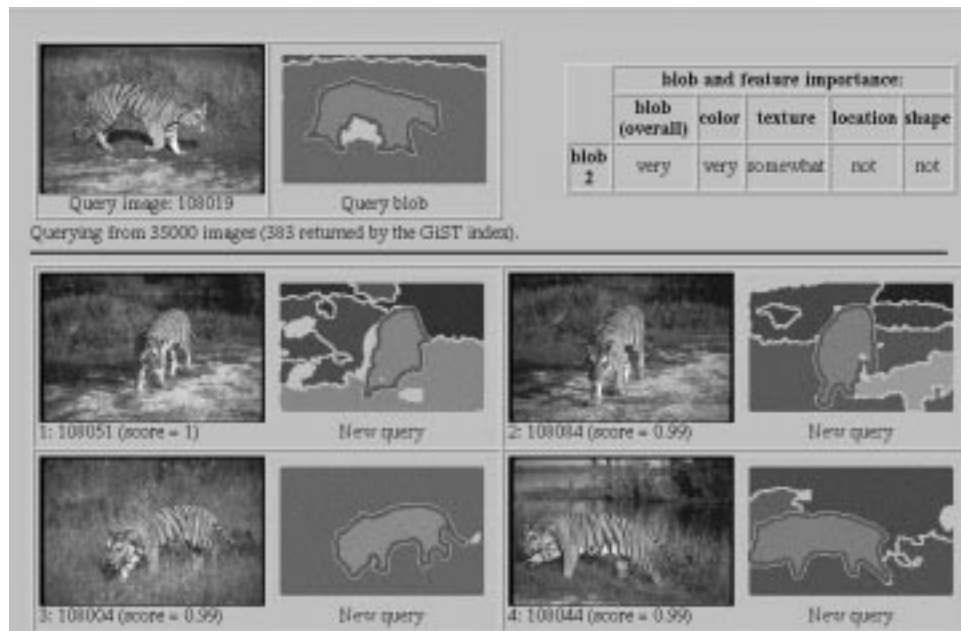 blob and feature importance:
blob (overall) color texture location shape
blob 2 very very somewhat not not
Query image: 108019 Query blob
Querying from 35000 images (383 returned by the GiST index).
1: 108051 (score = 1) New query 2: 108084 (score = 0.99) New query
3: 108004 (score = 0.99) New query 4: 108044 (score = 0.99) New query